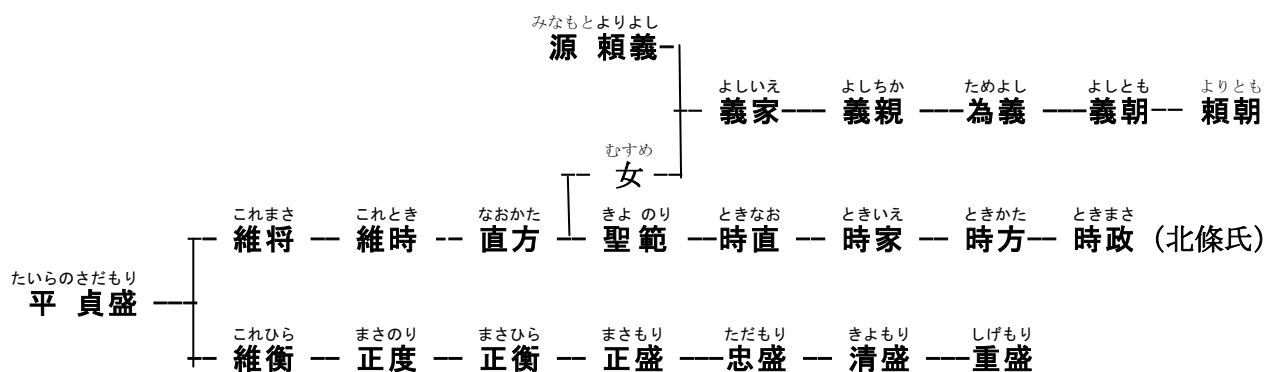 みなもとよりよし
源 頼義
よしいえ よしちか ためよし よしとも よりとも
義家 義親 為義 義朝 頼朝
むすめ
女
これまさ これとき なおかた きよ のり ときなお ときいえ ときかた ときまさ
維将 維時 直方 聖範 時直 時家 時方 時政 (北條氏)
たいらのさだもり
平 貞盛
これひら まさのり まさひら まさもり ただもり きよもり しげもり
維衡 正度 正衡 正盛 忠盛 清盛 重盛